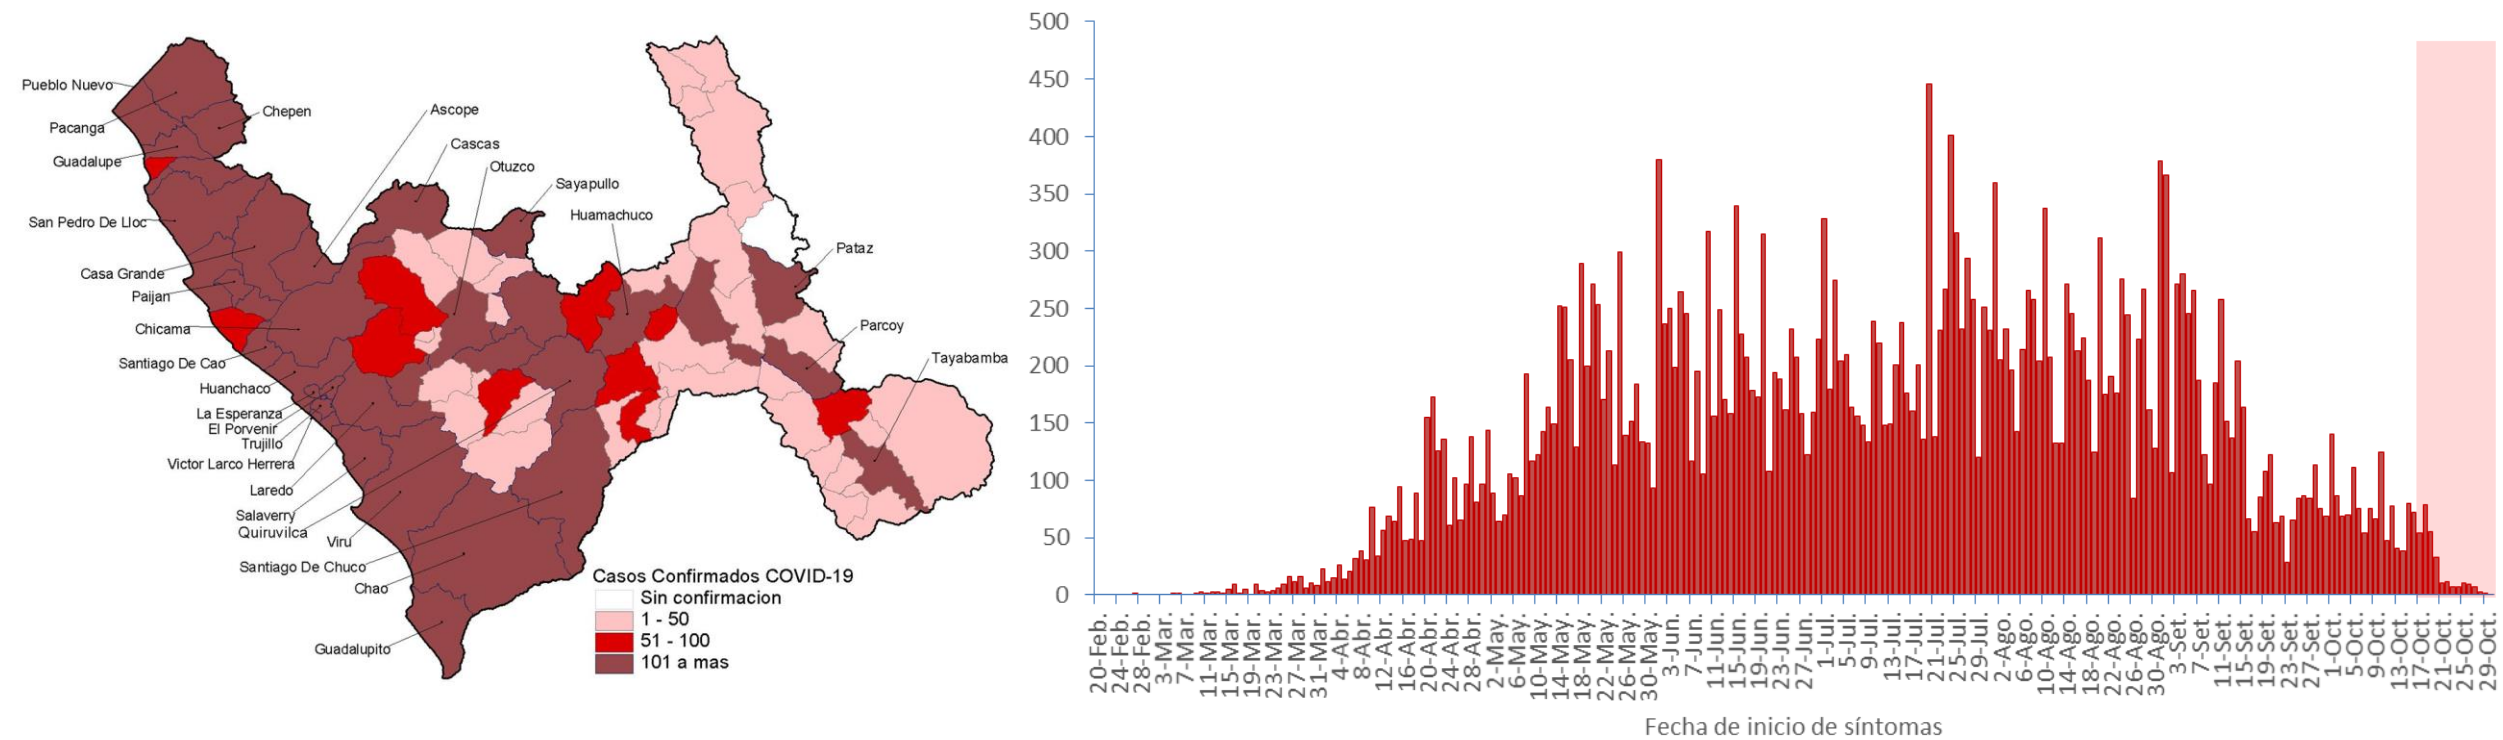 Pueblo Nuevo
Pacanga
Guadalupe
Chepen
San Pedro De Lloc
Casa Grande
Paijan
Chicama
Santiago De Cao
Huanchaco
La Esperanza
El Porvenir
Trujillo
Victor Larco Herrera
Laredo
Salaverry
Quiruvilca
Viru
Santiago De Chuco
Chao
Guadalupito
Ascope
Cascas
Otuzco
Sayapullo
Huamachuco
Pataz
Parcoy
Tayabamba
Casos Confirmados COVID-19
Sin confirmacion
1 - 50
51 - 100
101 a mas
500
450
400
350
300
250
200
150
100
50
0
20-Feb.
24-Feb.
28-Feb.
3-Mar.
7-Mar.
11-Mar.
15-Mar.
19-Mar.
23-Mar.
27-Mar.
31-Mar.
4-Abr.
8-Abr.
12-Abr.
16-Abr.
20-Abr.
24-Abr.
28-Abr.
2-May.
6-May.
10-May.
14-May.
18-May.
22-May.
26-May.
30-May.
3-Jun.
7-Jun.
11-Jun.
15-Jun.
19-Jun.
23-Jun.
27-Jun.
1-Jul.
5-Jul.
9-Jul.
13-Jul.
17-Jul.
21-Jul.
25-Jul.
29-Jul.
2-Ago.
6-Ago.
10-Ago.
14-Ago.
18-Ago.
22-Ago.
26-Ago.
30-Ago.
3-Set.
7-Set.
11-Set.
15-Set.
19-Set.
23-Set.
27-Set.
1-Oct.
5-Oct.
9-Oct.
13-Oct.
17-Oct.
21-Oct.
25-Oct.
29-Oct.
Fecha de inicio de síntomas